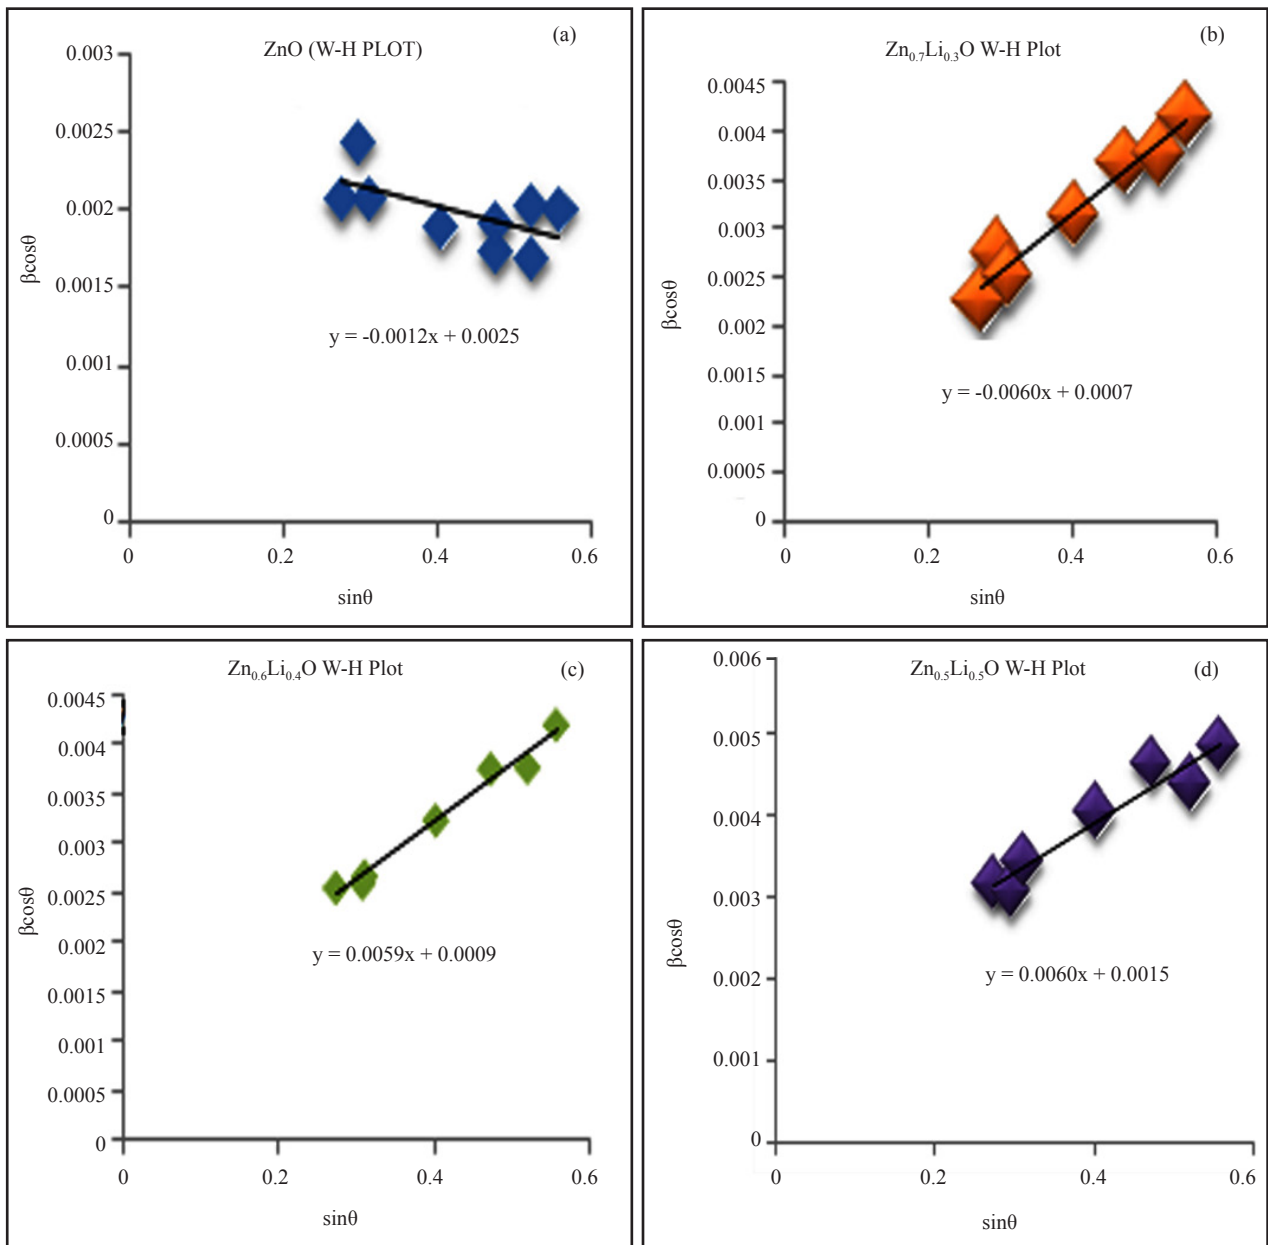 ZnO (W-H PLOT)
(a)
0.003
0.0025
0.002
0.0015
0.001
0.0005
0
βcosθ
y = -0.0012x + 0.0025
0 0.2 0.4 0.6
sinθ
Zn0.7Li0.3O W-H Plot
(b)
0.0045
0.004
0.0035
0.003
0.0025
0.002
0.0015
0.001
0.0005
0
βcosθ
y = -0.0060x + 0.0007
0 0.2 0.4 0.6
sinθ
Zn0.6Li0.4O W-H Plot
(c)
0.0045
0.004
0.0035
0.003
0.0025
0.002
0.0015
0.001
0.0005
0
βcosθ
y = 0.0059x + 0.0009
0 0.2 0.4 0.6
sinθ
Zn0.5Li0.5O W-H Plot
(d)
0.006
0.005
0.004
0.003
0.002
0.001
0
βcosθ
y = 0.0060x + 0.0015
0 0.2 0.4 0.6
sinθ